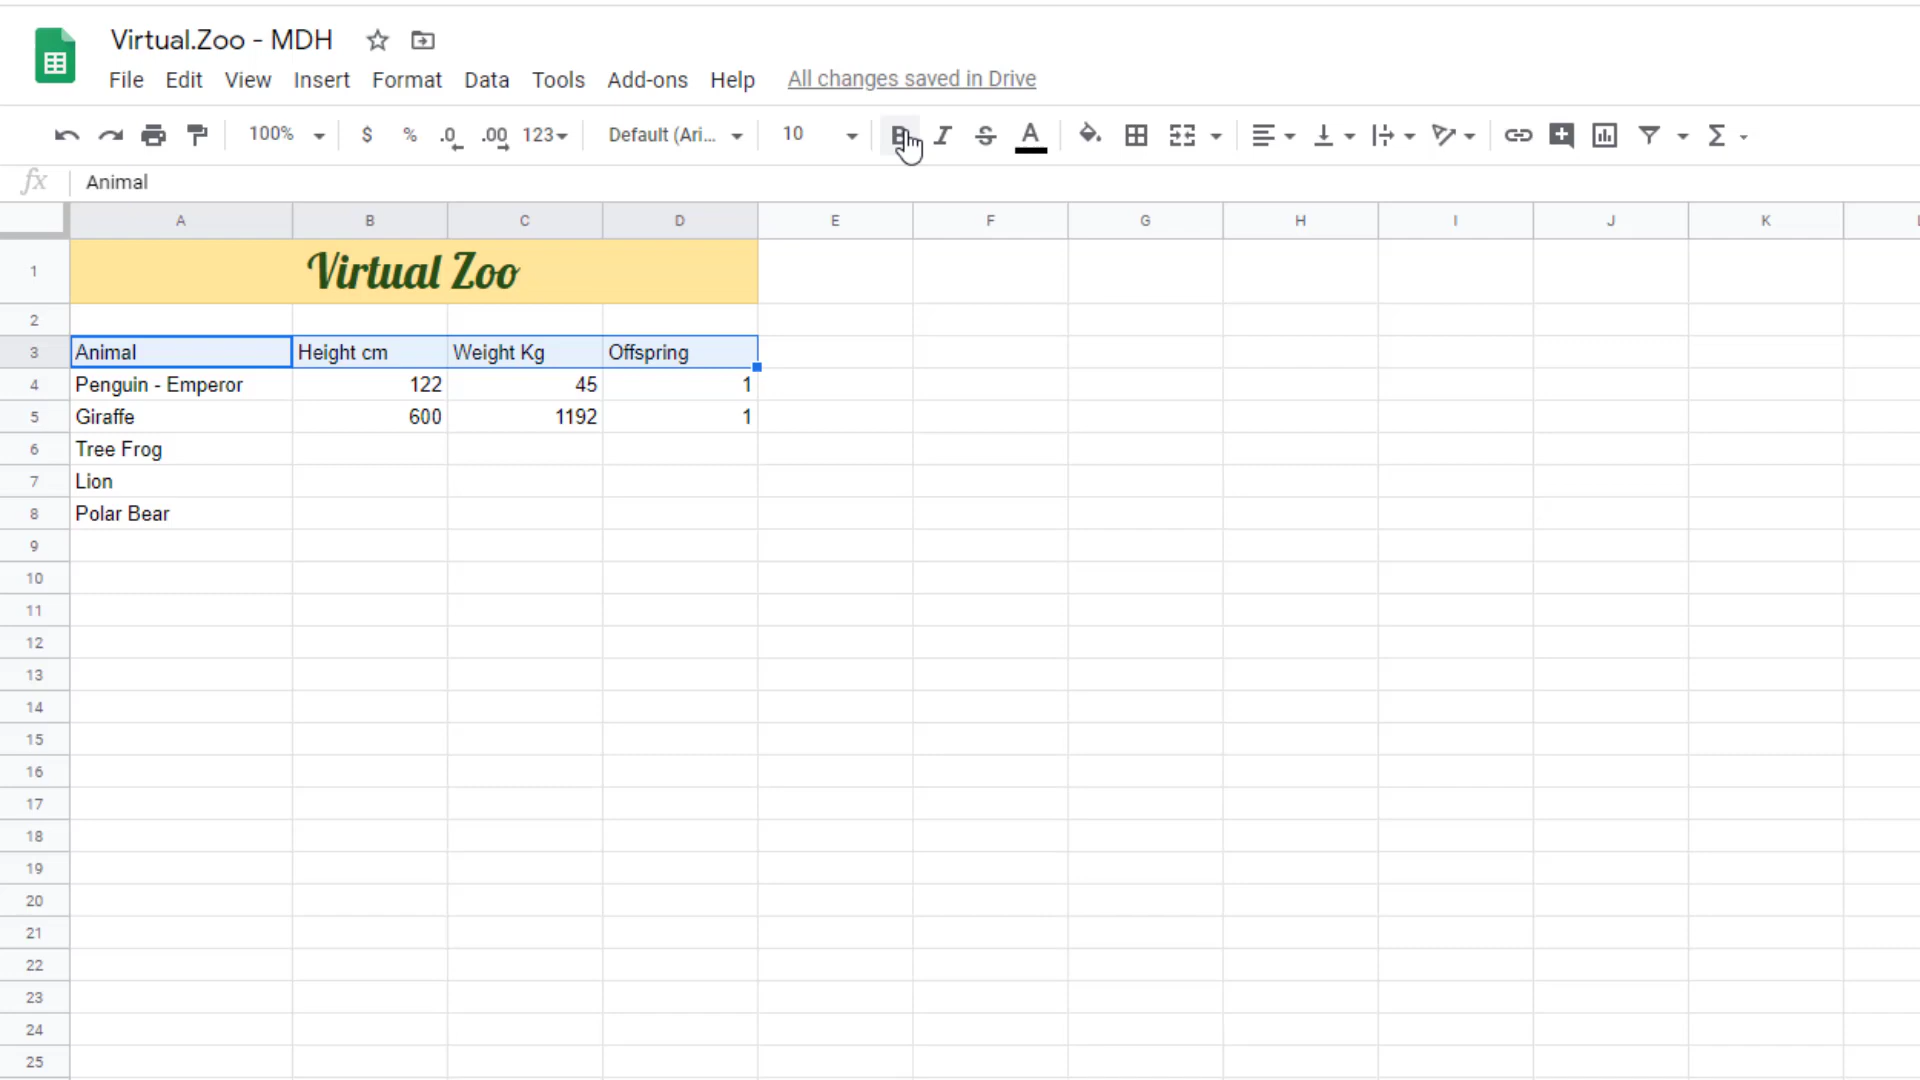 Virtual.Zoo - MDH
File Edit View Insert Format Data Tools Add-ons Help All changes saved in Drive
100% $ % .0 .00 123 Default (Ari... 10 B I S A
fx Animal
A B C D E F G H I J K L
1 Virtual Zoo
2
3 Animal Height cm Weight Kg Offspring
4 Penguin - Emperor 122 45 1
5 Giraffe 600 1192 1
6 Tree Frog
7 Lion
8 Polar Bear
9
10
11
12
13
14
15
16
17
18
19
20
21
22
23
24
25